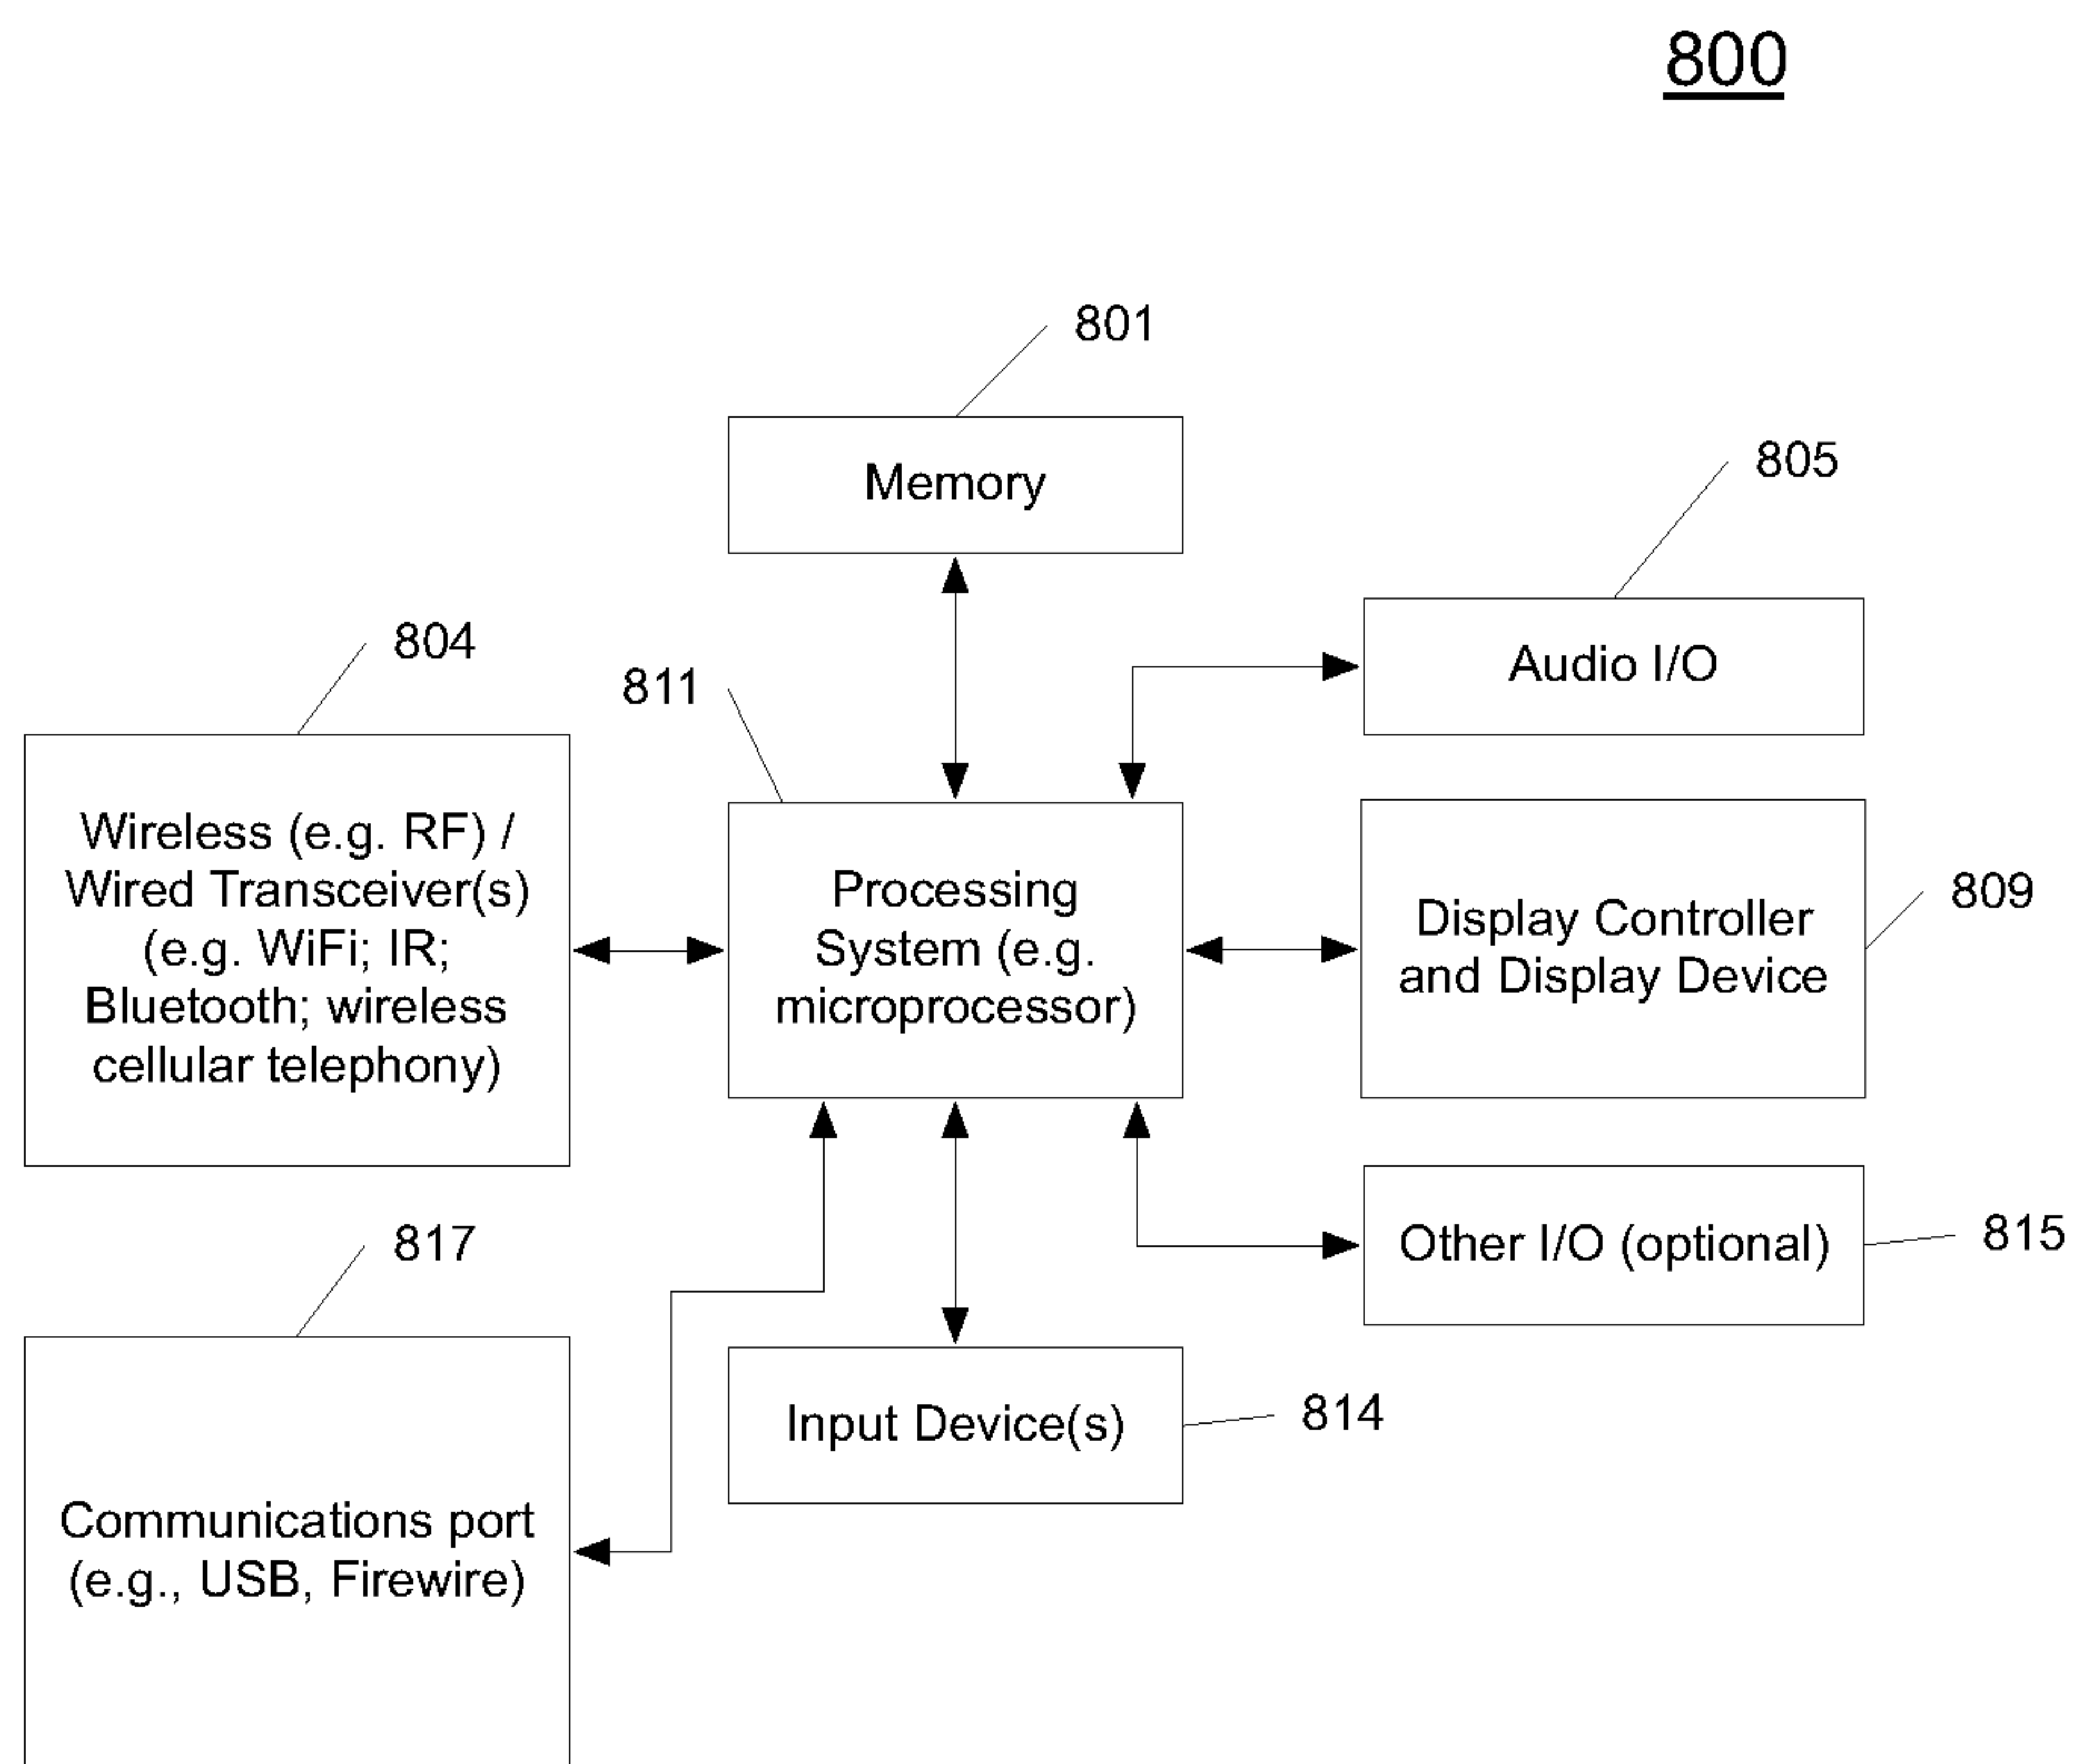 800
801
Memory
805
Audio I/O
804
811
Wireless (e.g. RF) /
Wired Transceiver(s)
(e.g. WiFi; IR;
Bluetooth; wireless
cellular telephony)
Processing
System (e.g.
microprocessor)
Display Controller
and Display Device
809
817
Other I/O (optional)
815
Input Device(s)
814
Communications port
(e.g., USB, Firewire)